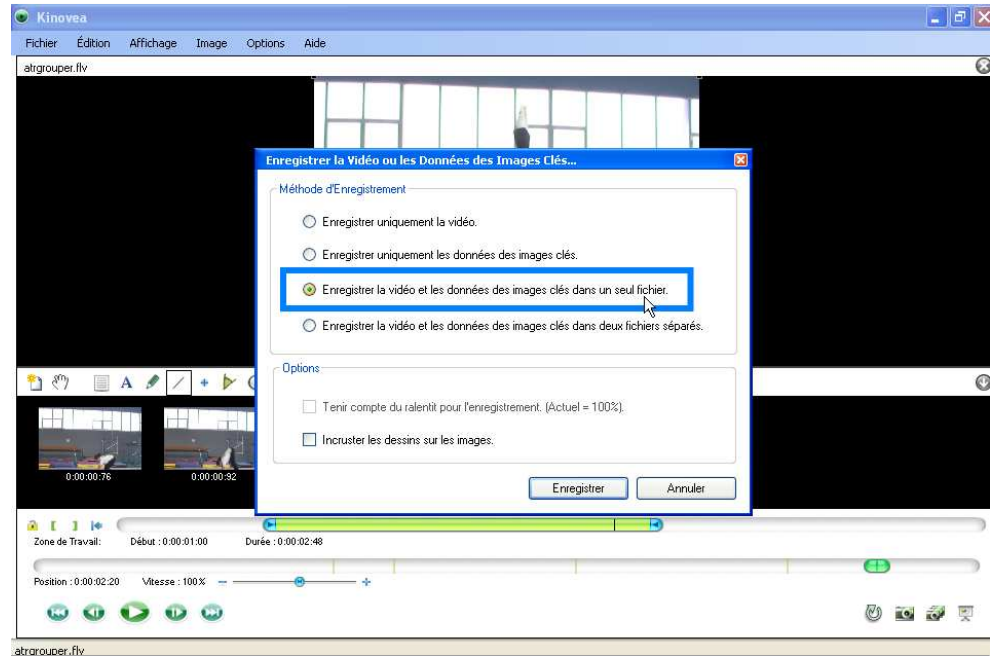 Kinovea
Fichier Édition Affichage Image Options Aide
atrgrouper.flv
Enregistrer la Vidéo ou les Données des Images Clés...
Méthode d'Enregistrement
Enregistrer uniquement la vidéo.
Enregistrer uniquement les données des images clés.
Enregistrer la vidéo et les données des images clés dans un seul fichier.
Enregistrer la vidéo et les données des images clés dans deux fichiers séparés.
Options
Tenir compte du ralentit pour l'enregistrement. (Actuel = 100%).
Incruster les dessins sur les images.
Enregistrer Annuler
A
0:00:00:76 0:00:00:92
Zone de Travail: Début : 0:00:01:00 Durée : 0:00:02:48
Position : 0:00:02:20 Vitesse : 100%
atrgrouper.flv